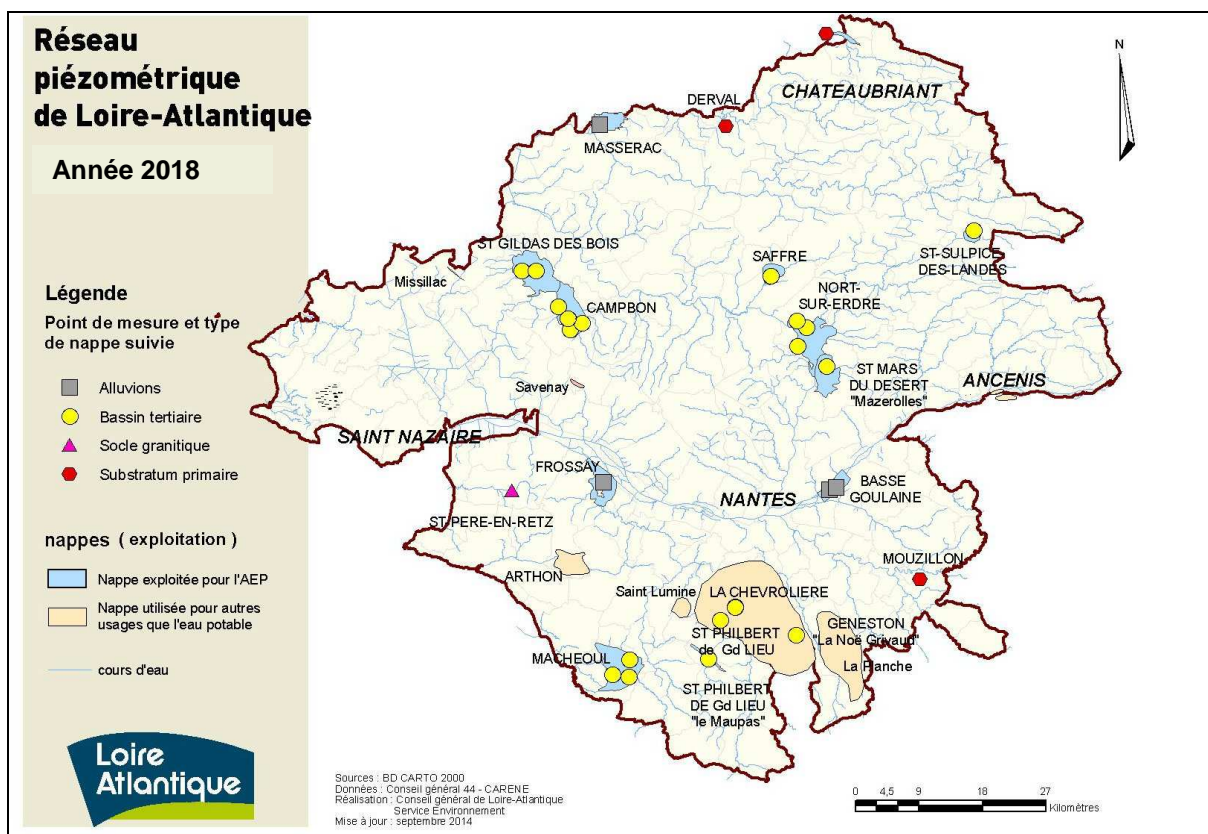 Réseau
piézométrique
de Loire-Atlantique
Année 2018
Légende
Point de mesure et type
de nappe suivie
Alluvions
Bassin tertiaire
Socle granitique
Substratum primaire
nappes ( exploitation )
Nappe exploitée pour l'AEP
Nappe utilisée pour autres
usages que l'eau potable
cours d'eau
Loire
Atlantique
N
CHATEAUBRIANT
DERVAL
MASSERAC
ST GILDAS DES BOIS
Missillac
CAMPBON
SAFFRE
ST-SULPICE
DES-LANDES
NORT-
SUR-ERDRE
ST MARS
DU DESERT
"Mazerolles"
ANCENIS
Savenay
SAINT NAZAIRE
FROSSAY
NANTES
BASSE
GOULAINE
ST-PERE-EN-RETZ
MOUZILLON
ARTHON
Saint Lumine
LA CHEVROLIERE
ST PHILBERT
de Gd LIEU
GENESTON
"La Noë Grivaud"
La Planche
MACHEOUL
ST PHILBERT
DE Gd LIEU
"le Maupas"
Sources : BD CARTO 2000
Données : Conseil général 44 - CARENE
Réalisation : Conseil général de Loire-Atlantique
Service Environnement
Mise à jour : septembre 2014
0 4,5 9 18 27
Kilomètres